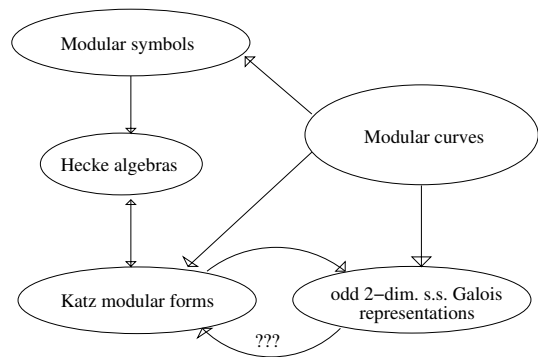 Modular symbols
Modular curves
Hecke algebras
Katz modular forms
odd 2−dim. s.s. Galois
representations
???